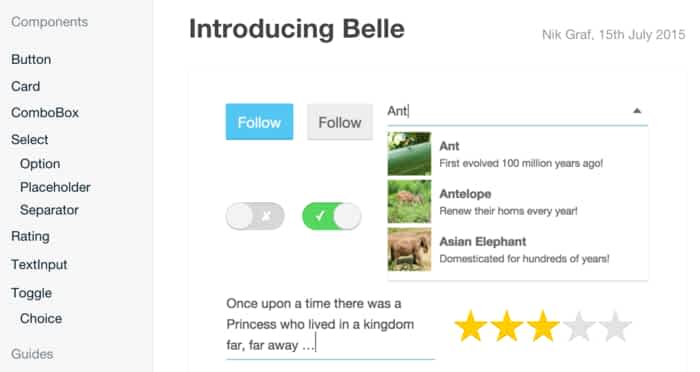 Components
Button
Card
ComboBox
Select
Option
Placeholder
Separator
Rating
TextInput
Toggle
Choice
Guides
Introducing Belle
Nik Graf, 15th July 2015
Follow
Follow
Ant
Ant
First evolved 100 million years ago!
Antelope
Renew their horns every year!
Asian Elephant
Domesticated for hundreds of years!
Once upon a time there was a
Princess who lived in a kingdom
far, far away ...